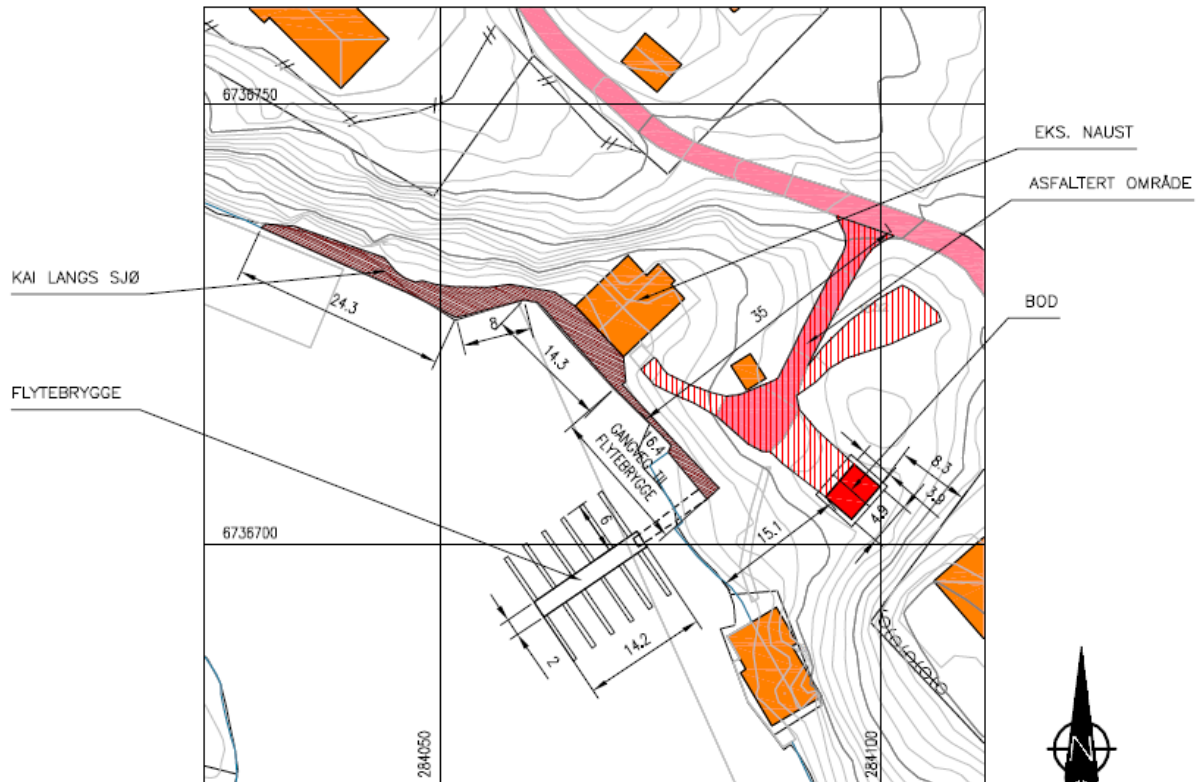 6736750
EKS. NAUST
ASFALTERT OMRÅDE
KAI LANGS SJØ
BOD
24.3
8
35
14.3
FLYTEBRYGGE
16.4
GANGVEG TIL
FLYTEBRYGGE
8.3
3.9
4.9
15.1
6736700
6
14.2
2
284050
284100
N